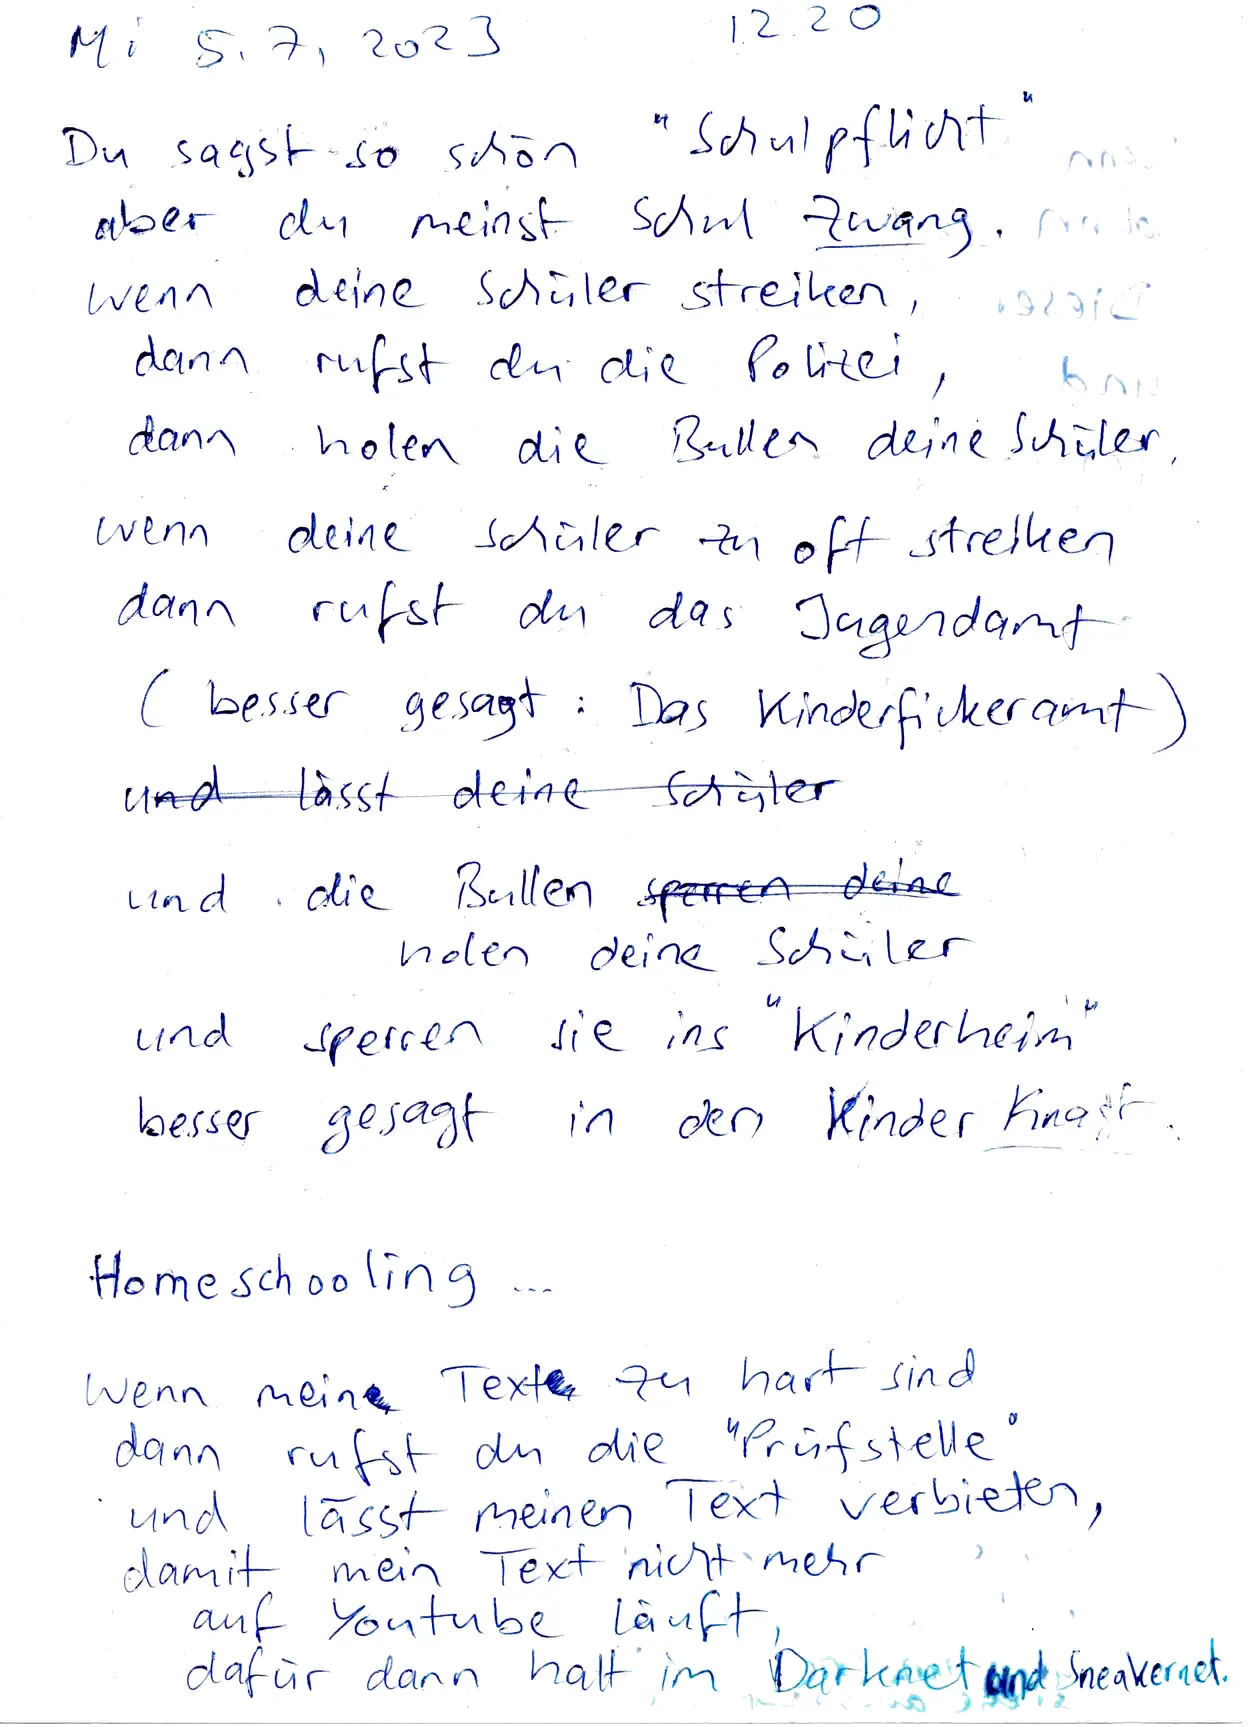 Mi 5.7, 2023 12.20
Du sagst so schön "Schulpflicht"
aber du meinst Schul Zwang.
wenn deine Schüler streiken,
dann rufst du die Polizei,
dann holen die Bullen deine Schüler.
wenn deine Schüler zu oft streiken
dann rufst du das Jugendamt
(besser gesagt: Das Kinderfickeramt)
und lässt deine Schüler
und die Bullen sperren deine
holen deine Schüler
und sperren sie ins "Kinderheim"
besser gesagt in den Kinder Knast.
Homeschooling ...
Wenn meine Texte zu hart sind
dann rufst du die "Prüfstelle"
und lässt meinen Text verbieten,
damit mein Text nicht mehr
auf Youtube läuft,
dafür dann halt im Darknet und Sneakernet.